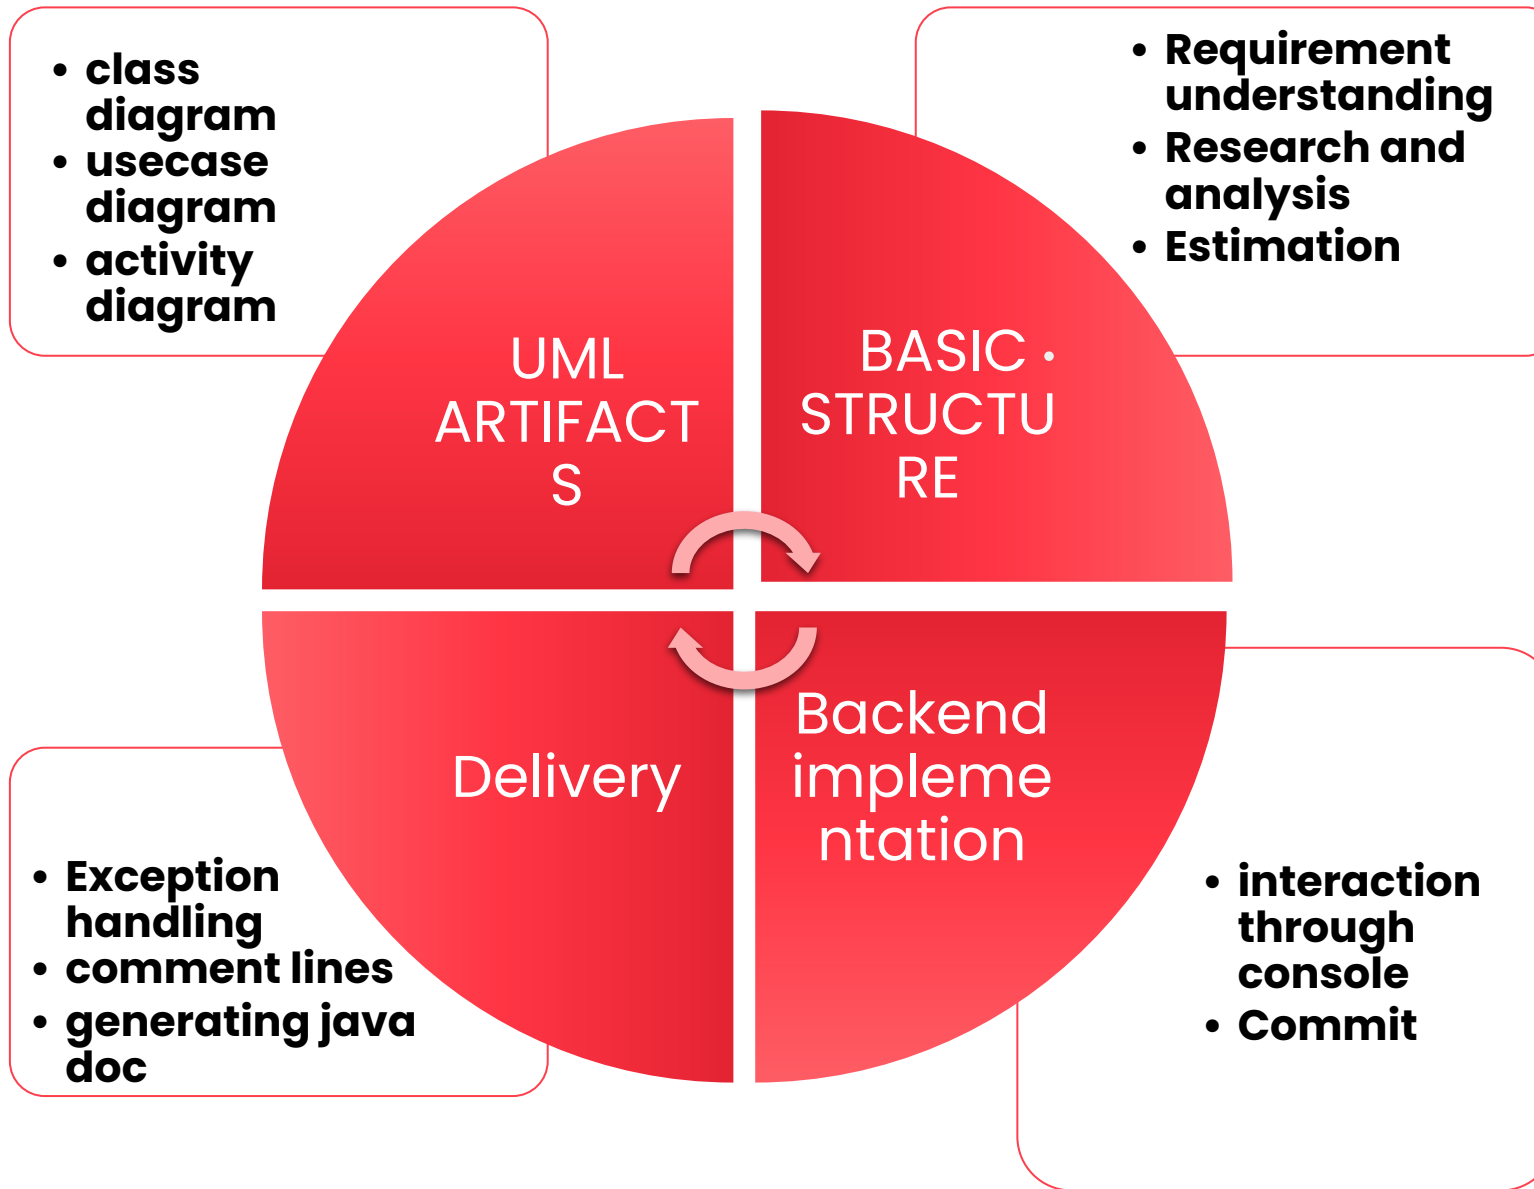 • class
diagram
• usecase
diagram
• activity
diagram
• Requirement
understanding
• Research and
analysis
• Estimation
UML
ARTIFACT
S
BASIC •
STRUCTU
RE
Delivery
Backend
impleme
ntation
• Exception
handling
• comment lines
• generating java
doc
• interaction
through
console
• Commit